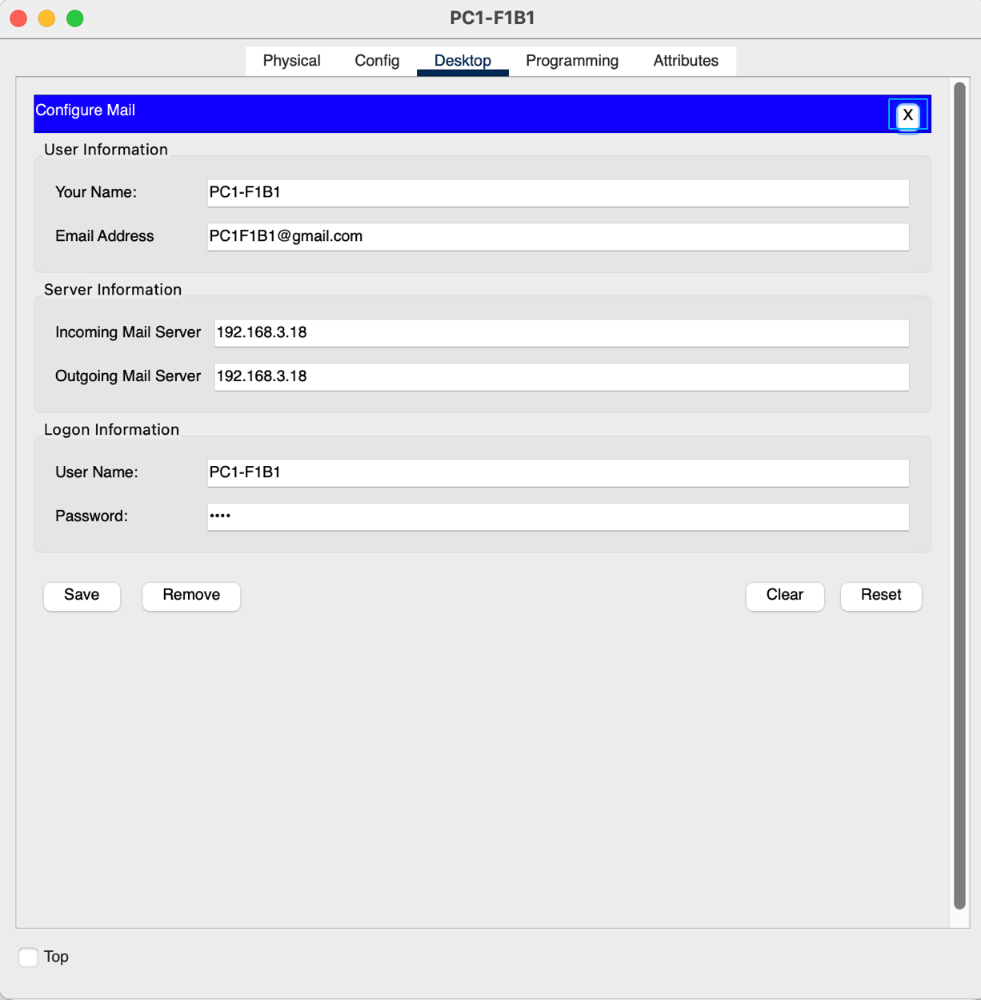 PC1-F1B1
Physical Config Desktop Programming Attributes
Configure Mail X
User Information
Your Name: PC1-F1B1
Email Address PC1F1B1@gmail.com
Server Information
Incoming Mail Server 192.168.3.18
Outgoing Mail Server 192.168.3.18
Logon Information
User Name: PC1-F1B1
Password: ••••
Save Remove Clear Reset
Top